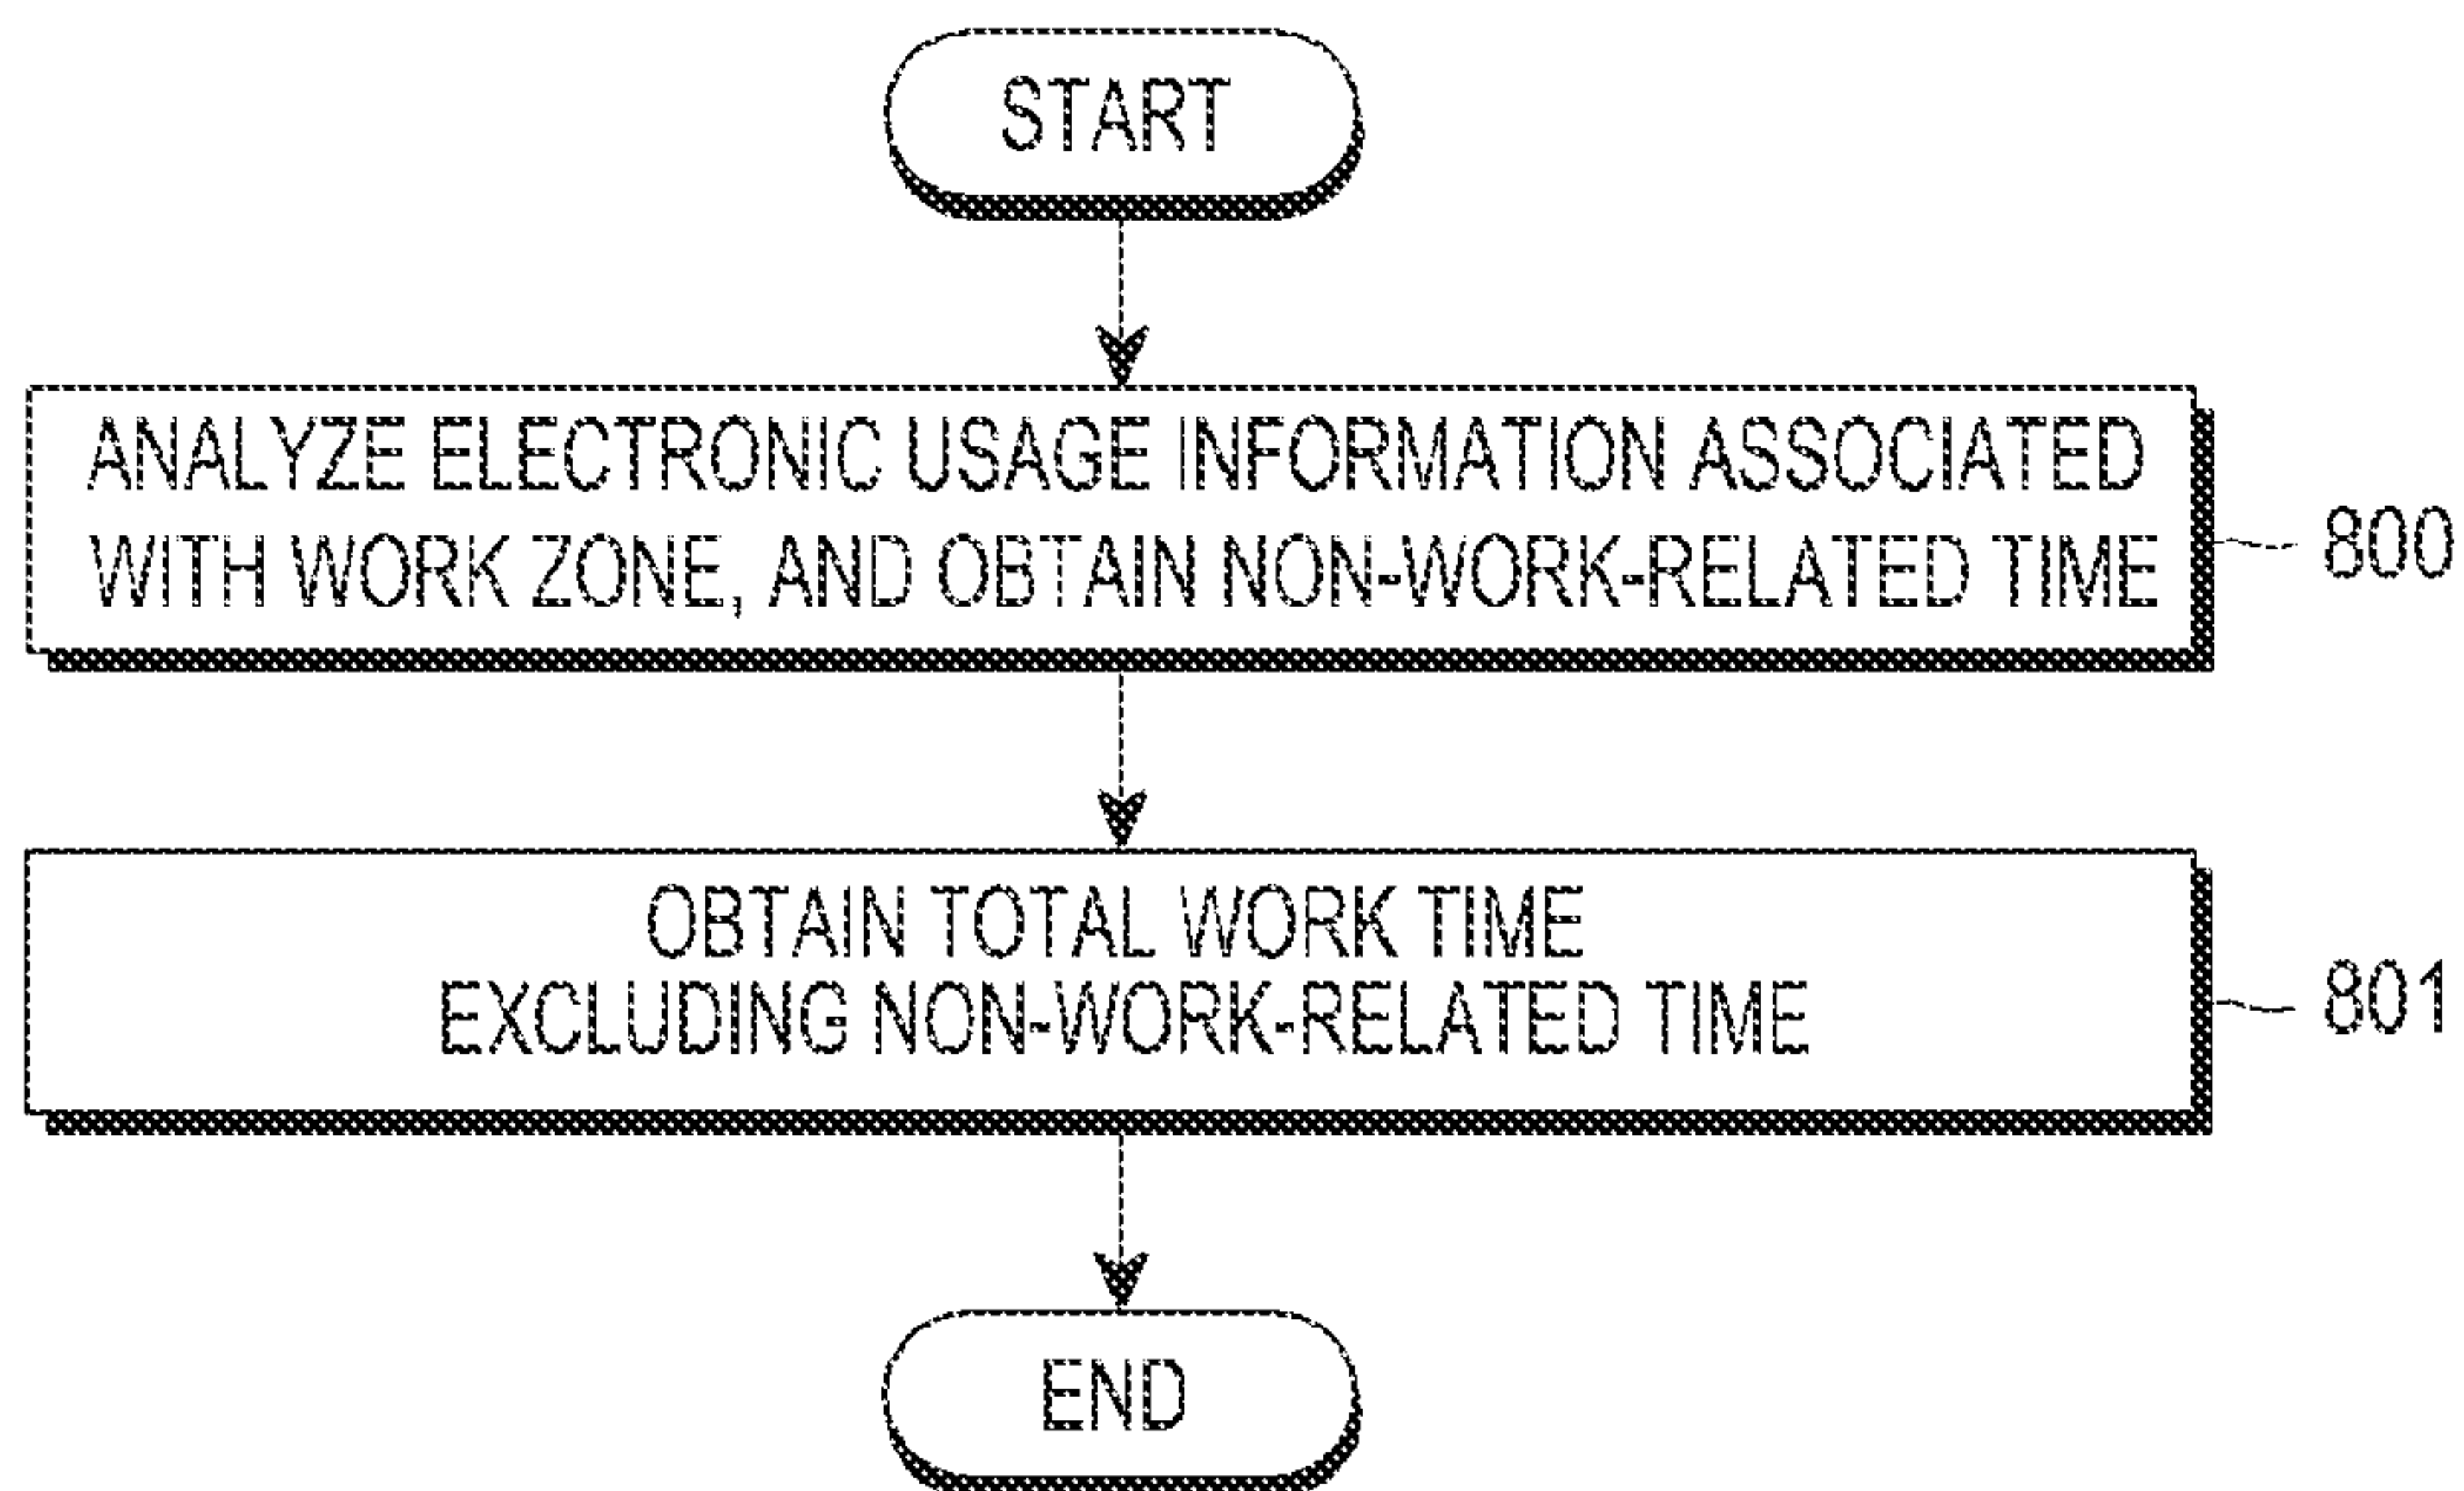 START
ANALYZE ELECTRONIC USAGE INFORMATION ASSOCIATED
WITH WORK ZONE, AND OBTAIN NON-WORK-RELATED TIME
800
OBTAIN TOTAL WORK TIME
EXCLUDING NON-WORK-RELATED TIME
801
END